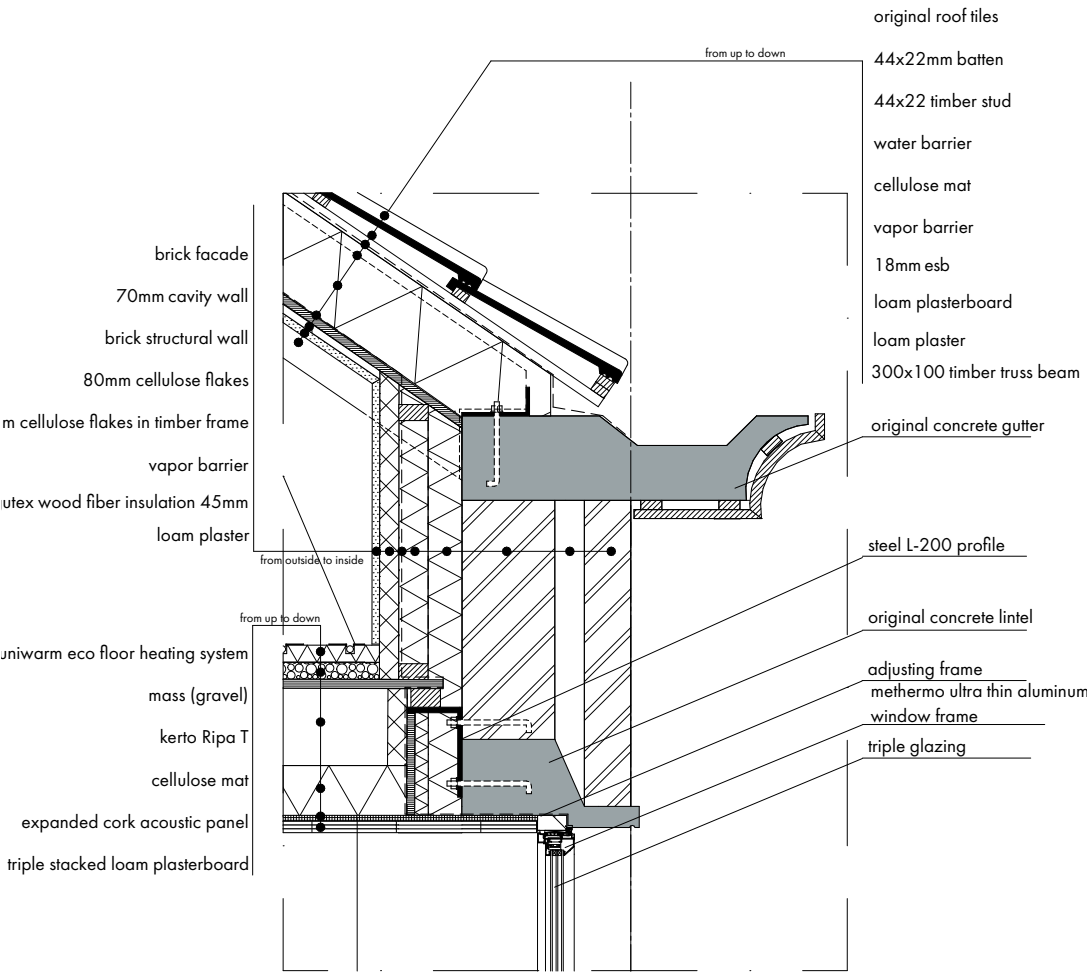 original roof tiles
from up to down
44x22mm batten
44x22 timber stud
water barrier
cellulose mat
vapor barrier
18mm esb
loam plasterboard
loam plaster
300x100 timber truss beam
original concrete gutter
steel L-200 profile
original concrete lintel
adjusting frame
methermo ultra thin aluminum
window frame
triple glazing
brick facade
70mm cavity wall
brick structural wall
80mm cellulose flakes
m cellulose flakes in timber frame
vapor barrier
gutex wood fiber insulation 45mm
loam plaster
from outside to inside
from up to down
uniwarm eco floor heating system
mass (gravel)
kerto Ripa T
cellulose mat
expanded cork acoustic panel
triple stacked loam plasterboard